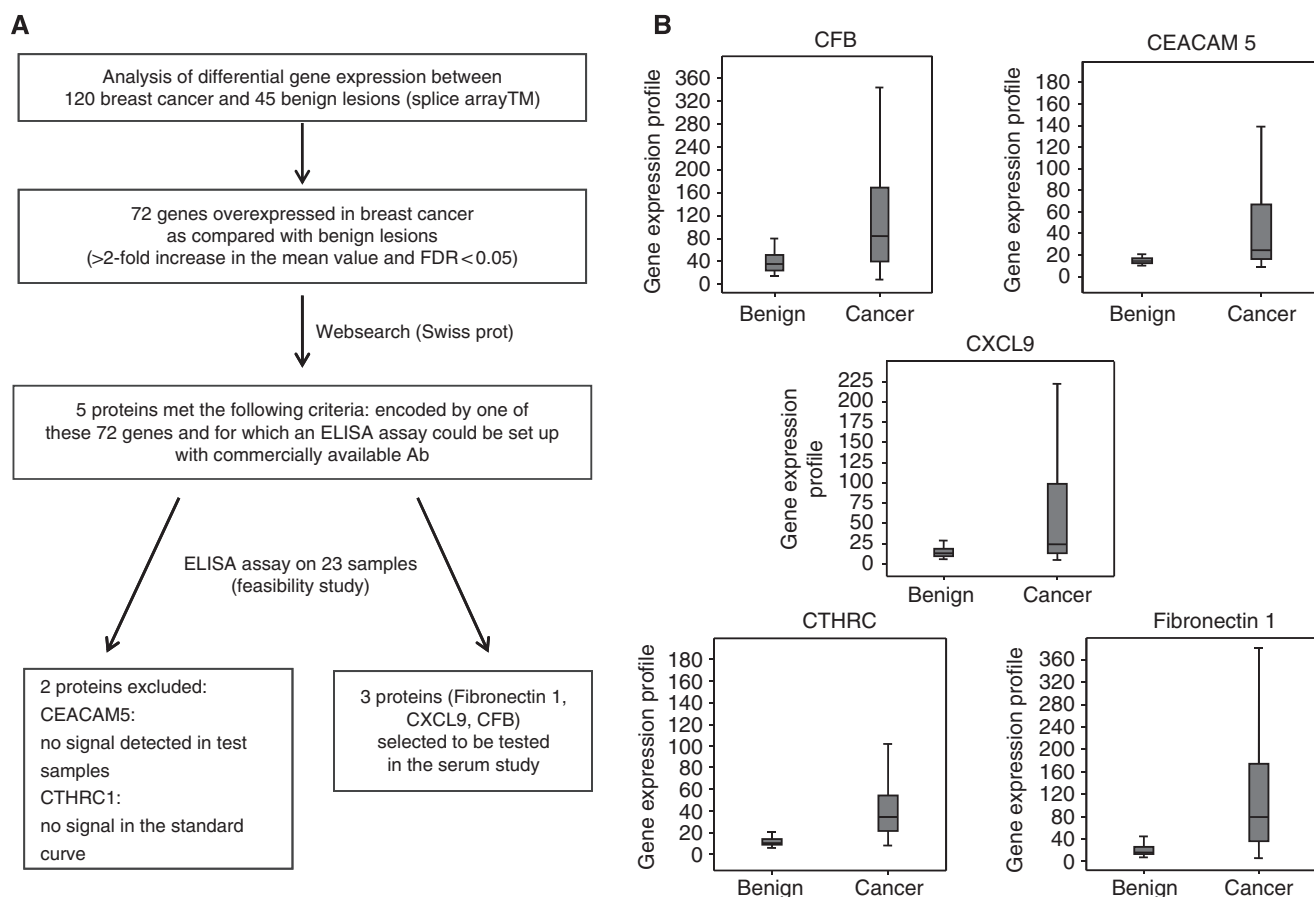 A
Analysis of differential gene expression between
120 breast cancer and 45 benign lesions (splice arrayTM)
72 genes overexpressed in breast cancer
as compared with benign lesions
(>2-fold increase in the mean value and FDR<0.05)
Websearch (Swiss prot)
5 proteins met the following criteria: encoded by one of
these 72 genes and for which an ELISA assay could be set up
with commercially available Ab
ELISA assay on 23 samples
(feasibility study)
2 proteins excluded:
CEACAM5:
no signal detected in test
samples
CTHRC1:
no signal in the standard
curve
3 proteins (Fibronectin 1,
CXCL9, CFB)
selected to be tested
in the serum study
B
CFB
Gene expression profile
360
320
280
240
200
160
120
80
40
0
Benign Cancer
CEACAM 5
Gene expression profile
180
160
140
120
100
80
60
40
20
0
Benign Cancer
CXCL9
Gene expression
profile
225
200
175
150
125
100
75
50
25
0
Benign Cancer
CTHRC
Gene expression profile
180
160
140
120
100
80
60
40
20
0
Benign Cancer
Fibronectin 1
Gene expression profile
360
320
280
240
200
160
120
80
40
0
Benign Cancer